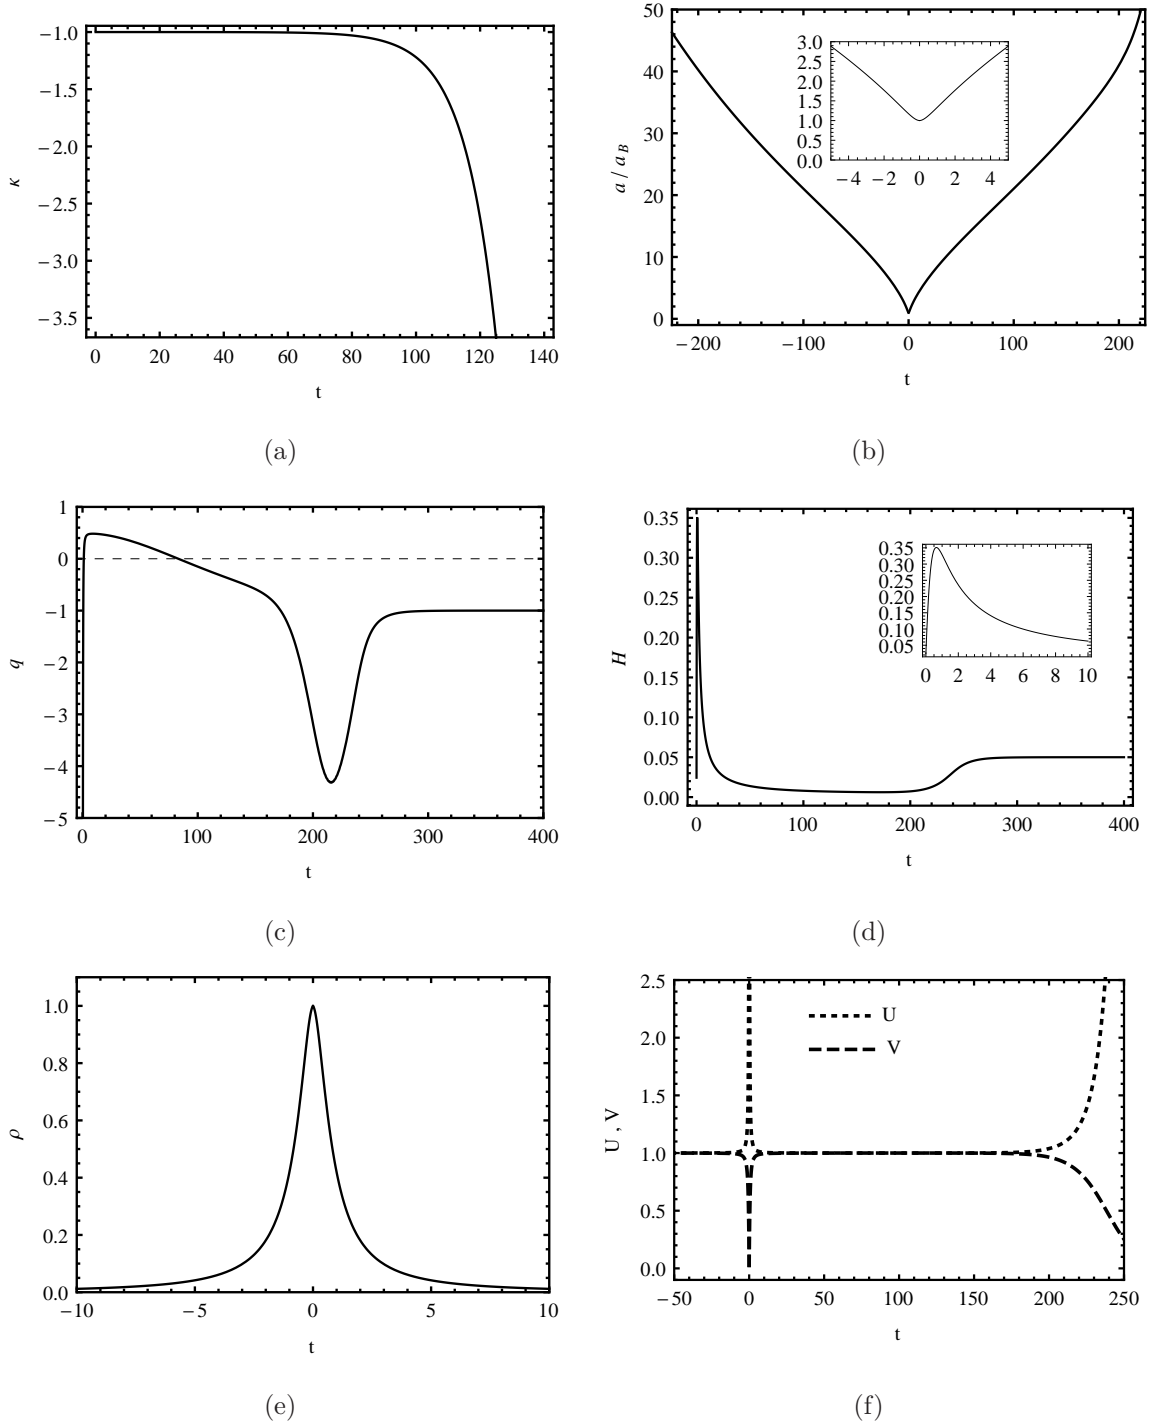 κ
−1.0
−1.5
−2.0
−2.5
−3.0
−3.5
0 20 40 60 80 100 120 140
t
(a)
a / a_B
50
40
30
20
10
0
−200 −100 0 100 200
t
3.0
2.5
2.0
1.5
1.0
0.5
0.0
−4 −2 0 2 4
(b)
q
1
0
−1
−2
−3
−4
−5
0 100 200 300 400
t
(c)
H
0.35
0.30
0.25
0.20
0.15
0.10
0.05
0.00
0 100 200 300 400
t
0.35
0.30
0.25
0.20
0.15
0.10
0.05
0 2 4 6 8 10
(d)
ρ
1.0
0.8
0.6
0.4
0.2
0.0
−10 −5 0 5 10
t
(e)
U , V
2.5
2.0
1.5
1.0
0.5
0.0
−50 0 50 100 150 200 250
t
U
V
(f)